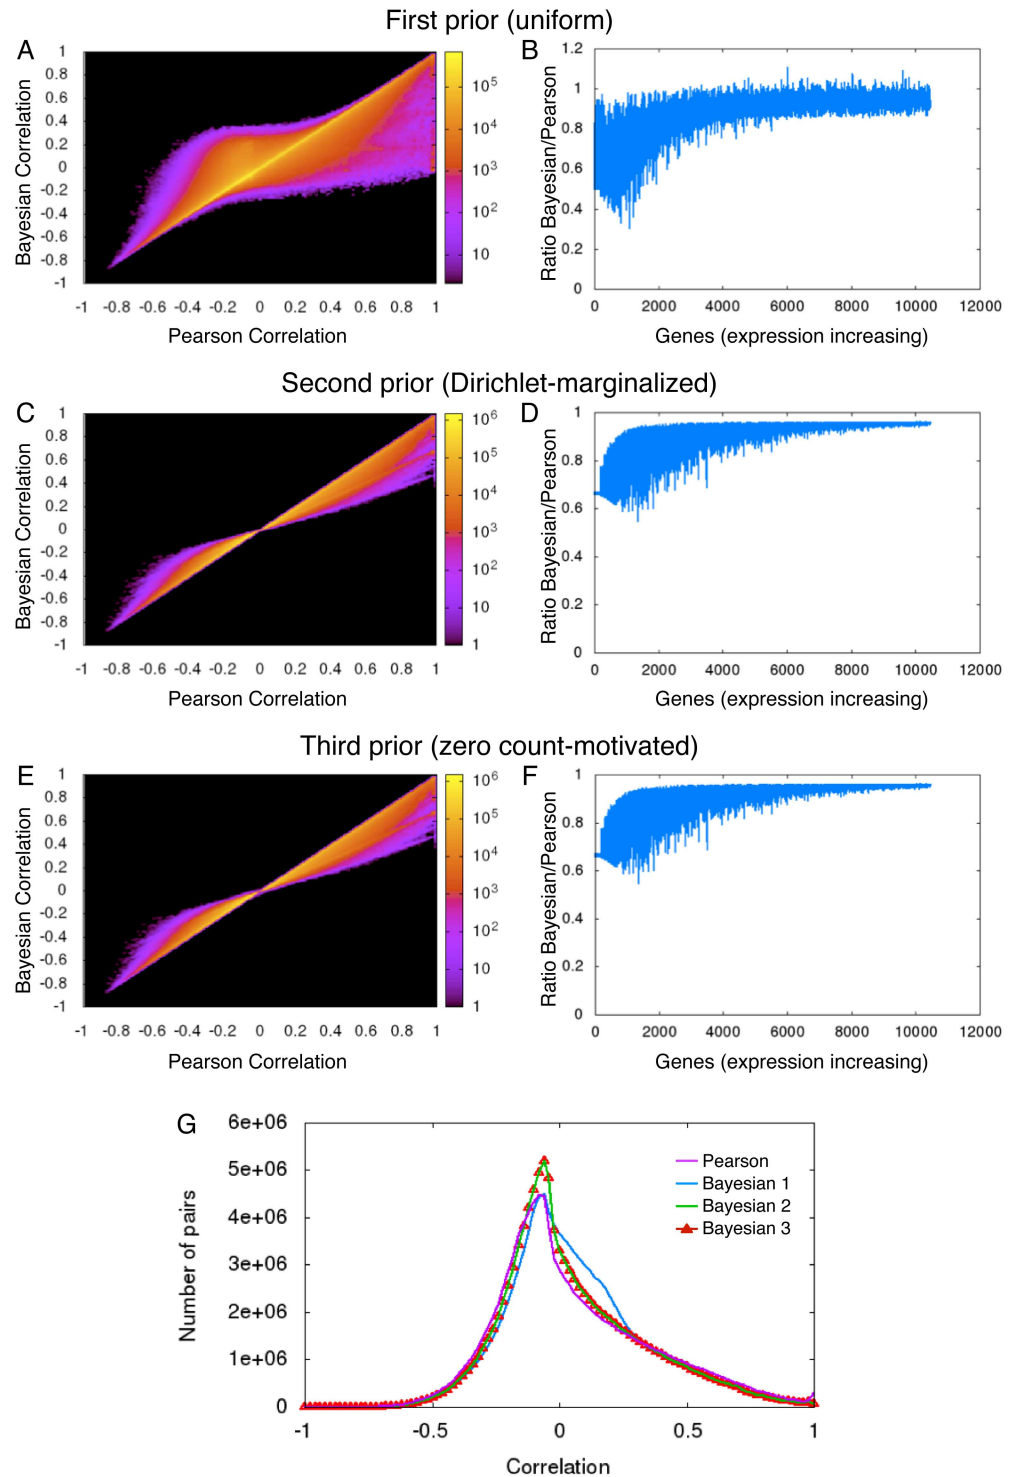 First prior (uniform)
A
1
0.8
0.6
0.4
0.2
0
-0.2
-0.4
-0.6
-0.8
-1
Bayesian Correlation
-1 -0.8 -0.6 -0.4 -0.2 0 0.2 0.4 0.6 0.8 1
Pearson Correlation
10^5
10^4
10^3
10^2
10
B
1.2
1
0.8
0.6
0.4
0.2
0
Ratio Bayesian/Pearson
0 2000 4000 6000 8000 10000 12000
Genes (expression increasing)
Second prior (Dirichlet-marginalized)
C
1
0.8
0.6
0.4
0.2
0
-0.2
-0.4
-0.6
-0.8
-1
Bayesian Correlation
-1 -0.8 -0.6 -0.4 -0.2 0 0.2 0.4 0.6 0.8 1
Pearson Correlation
10^6
10^5
10^4
10^3
10^2
10
1
D
1
0.8
0.6
0.4
0.2
0
Ratio Bayesian/Pearson
0 2000 4000 6000 8000 10000 12000
Genes (expression increasing)
Third prior (zero count-motivated)
E
1
0.8
0.6
0.4
0.2
0
-0.2
-0.4
-0.6
-0.8
-1
Bayesian Correlation
-1 -0.8 -0.6 -0.4 -0.2 0 0.2 0.4 0.6 0.8 1
Pearson Correlation
10^6
10^5
10^4
10^3
10^2
10
1
F
1
0.8
0.6
0.4
0.2
0
Ratio Bayesian/Pearson
0 2000 4000 6000 8000 10000 12000
Genes (expression increasing)
G
6e+06
5e+06
4e+06
3e+06
2e+06
1e+06
0
Number of pairs
Pearson
Bayesian 1
Bayesian 2
Bayesian 3
-1 -0.5 0 0.5 1
Correlation